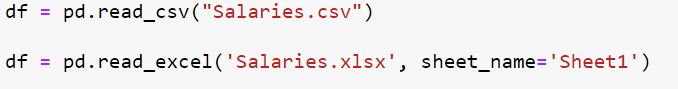 df = pd.read_csv("Salaries.csv")
df = pd.read_excel('Salaries.xlsx', sheet_name='Sheet1')